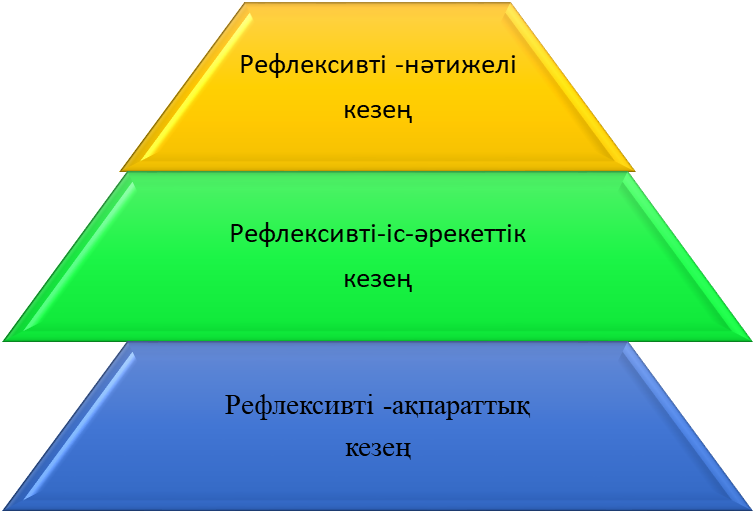 Рефлексивті -нәтижелі
кезең
Рефлексивті-іс-әрекеттік
кезең
Рефлексивті -ақпараттық
кезең